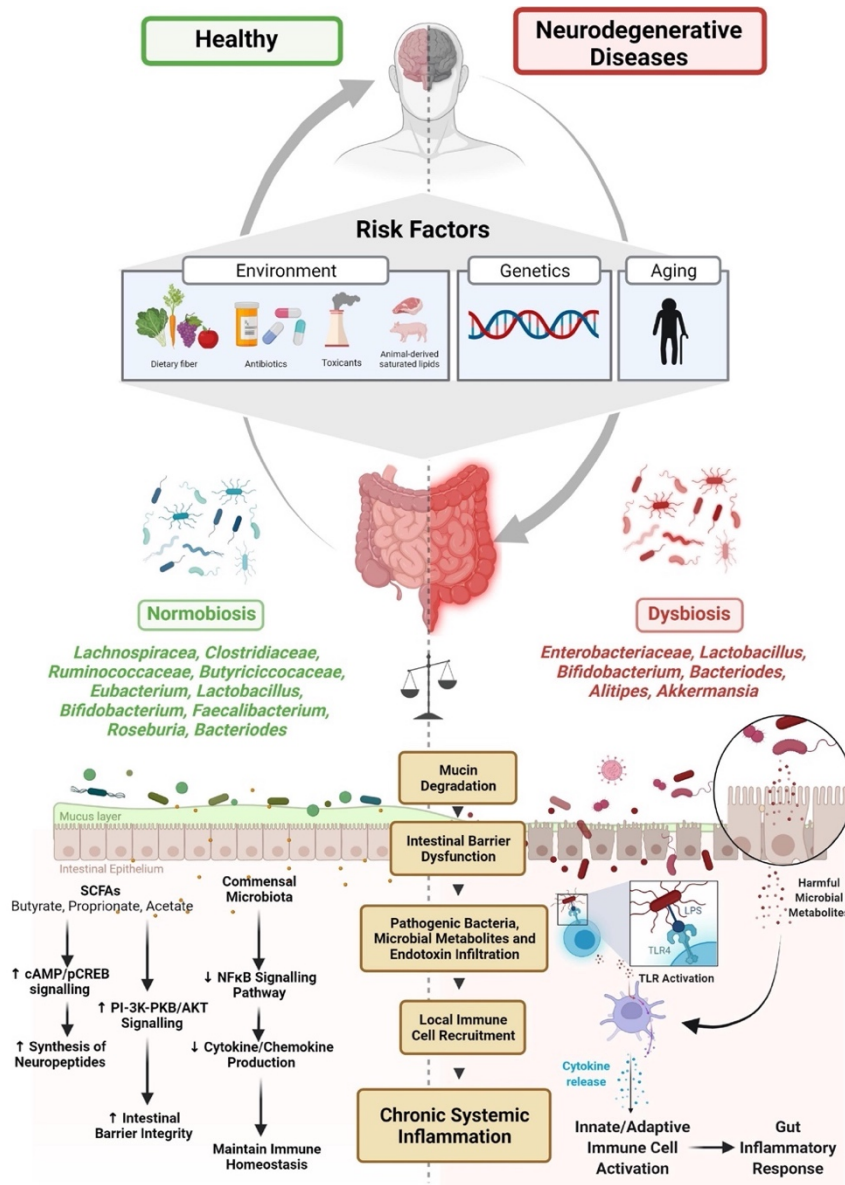 Healthy
Neurodegenerative
Diseases
Risk Factors
Environment
Genetics
Aging
Dietary fiber
Antibiotics
Toxicants
Animal-derived
saturated lipids
Normobiosis
Dysbiosis
Lachnospiracea, Clostridiaceae,
Ruminococcaceae, Butyriciccocaceae,
Eubacterium, Lactobacillus,
Bifidobacterium, Faecalibacterium,
Roseburia, Bacteriodes
Enterobacteriaceae, Lactobacillus,
Bifidobacterium, Bacteriodes,
Alitipes, Akkermansia
Mucin
Degradation
Mucus layer
Intestinal Barrier
Dysfunction
Intestinal Epithelium
SCFAs
Butyrate, Proprionate, Acetate
Commensal
Microbiota
Harmful
Microbial
Metabolites
Pathogenic Bacteria,
Microbial Metabolites and
Endotoxin Infiltration
LPS
TLR4
TLR Activation
↑ cAMP/pCREB
signalling
↑ PI-3K-PKB/AKT
Signalling
↓ NFκB Signalling
Pathway
Local Immune
Cell Recruitment
↑ Synthesis of
Neuropeptides
↓ Cytokine/Chemokine
Production
Cytokine
release
↑ Intestinal
Barrier Integrity
Maintain Immune
Homeostasis
Chronic Systemic
Inflammation
Innate/Adaptive
Immune Cell
Activation
Gut
Inflammatory
Response